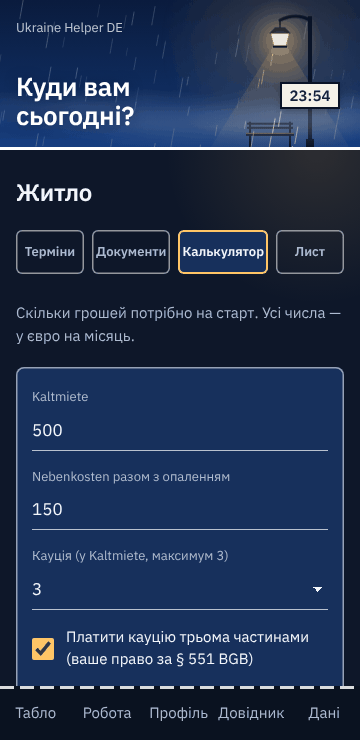 Ukraine Helper DE
Куди вам
сьогодні?
23:54
Житло
Терміни
Документи
Калькулятор
Лист
Скільки грошей потрібно на старт. Усі числа —
у євро на місяць.
Kaltmiete
500
Nebenkosten разом з опаленням
150
Кауція (у Kaltmiete, максимум 3)
3
Платити кауцію трьома частинами
(ваше право за § 551 BGB)
Табло
Робота
Профіль
Довідник
Дані